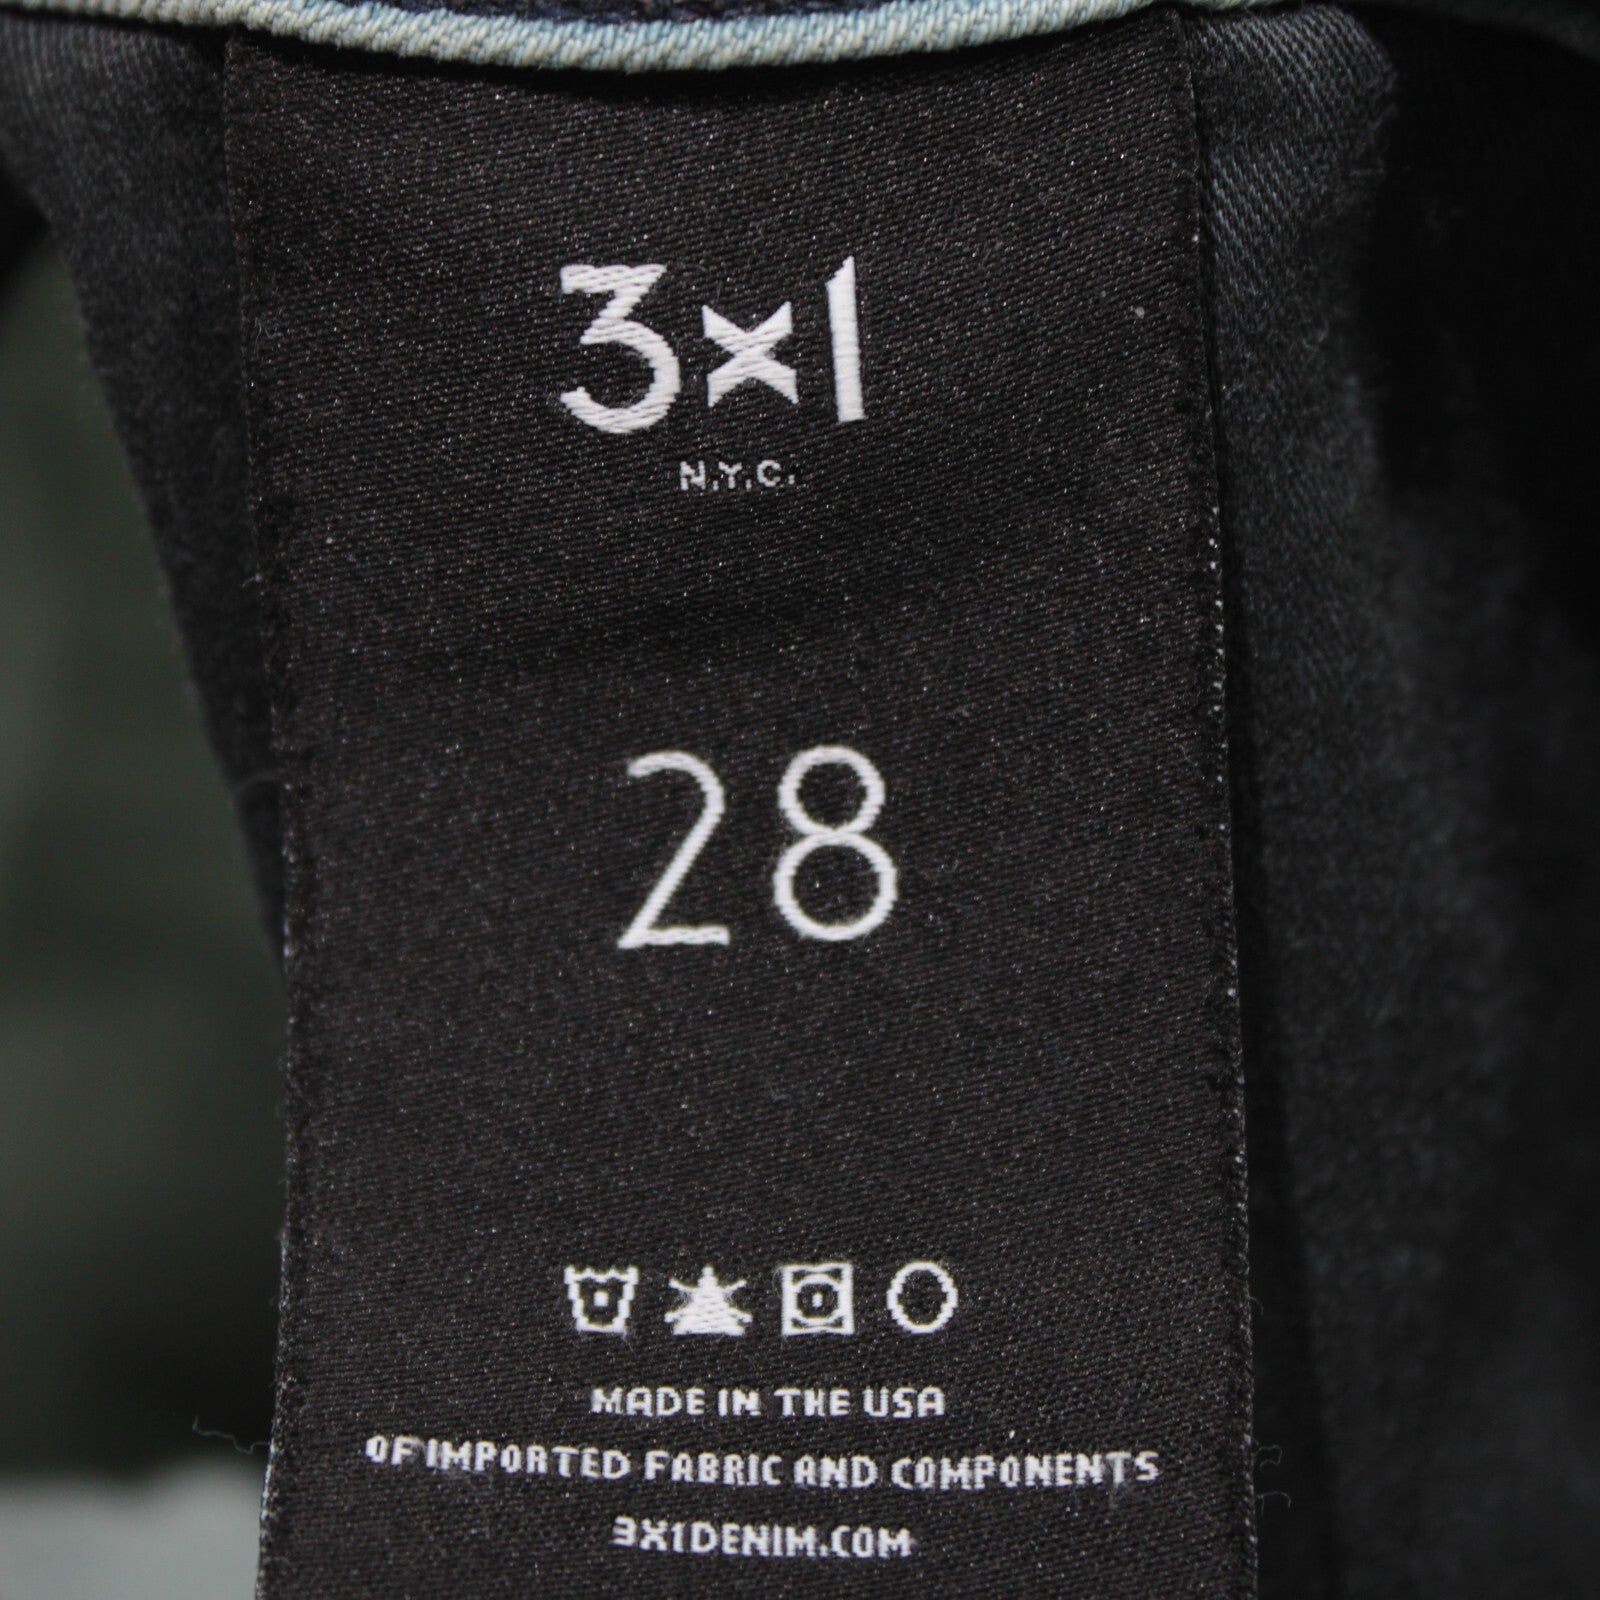 3x1
N.Y.C.
28
MADE IN THE USA
OF IMPORTED FABRIC AND COMPONENTS
3X1DENIM.COM